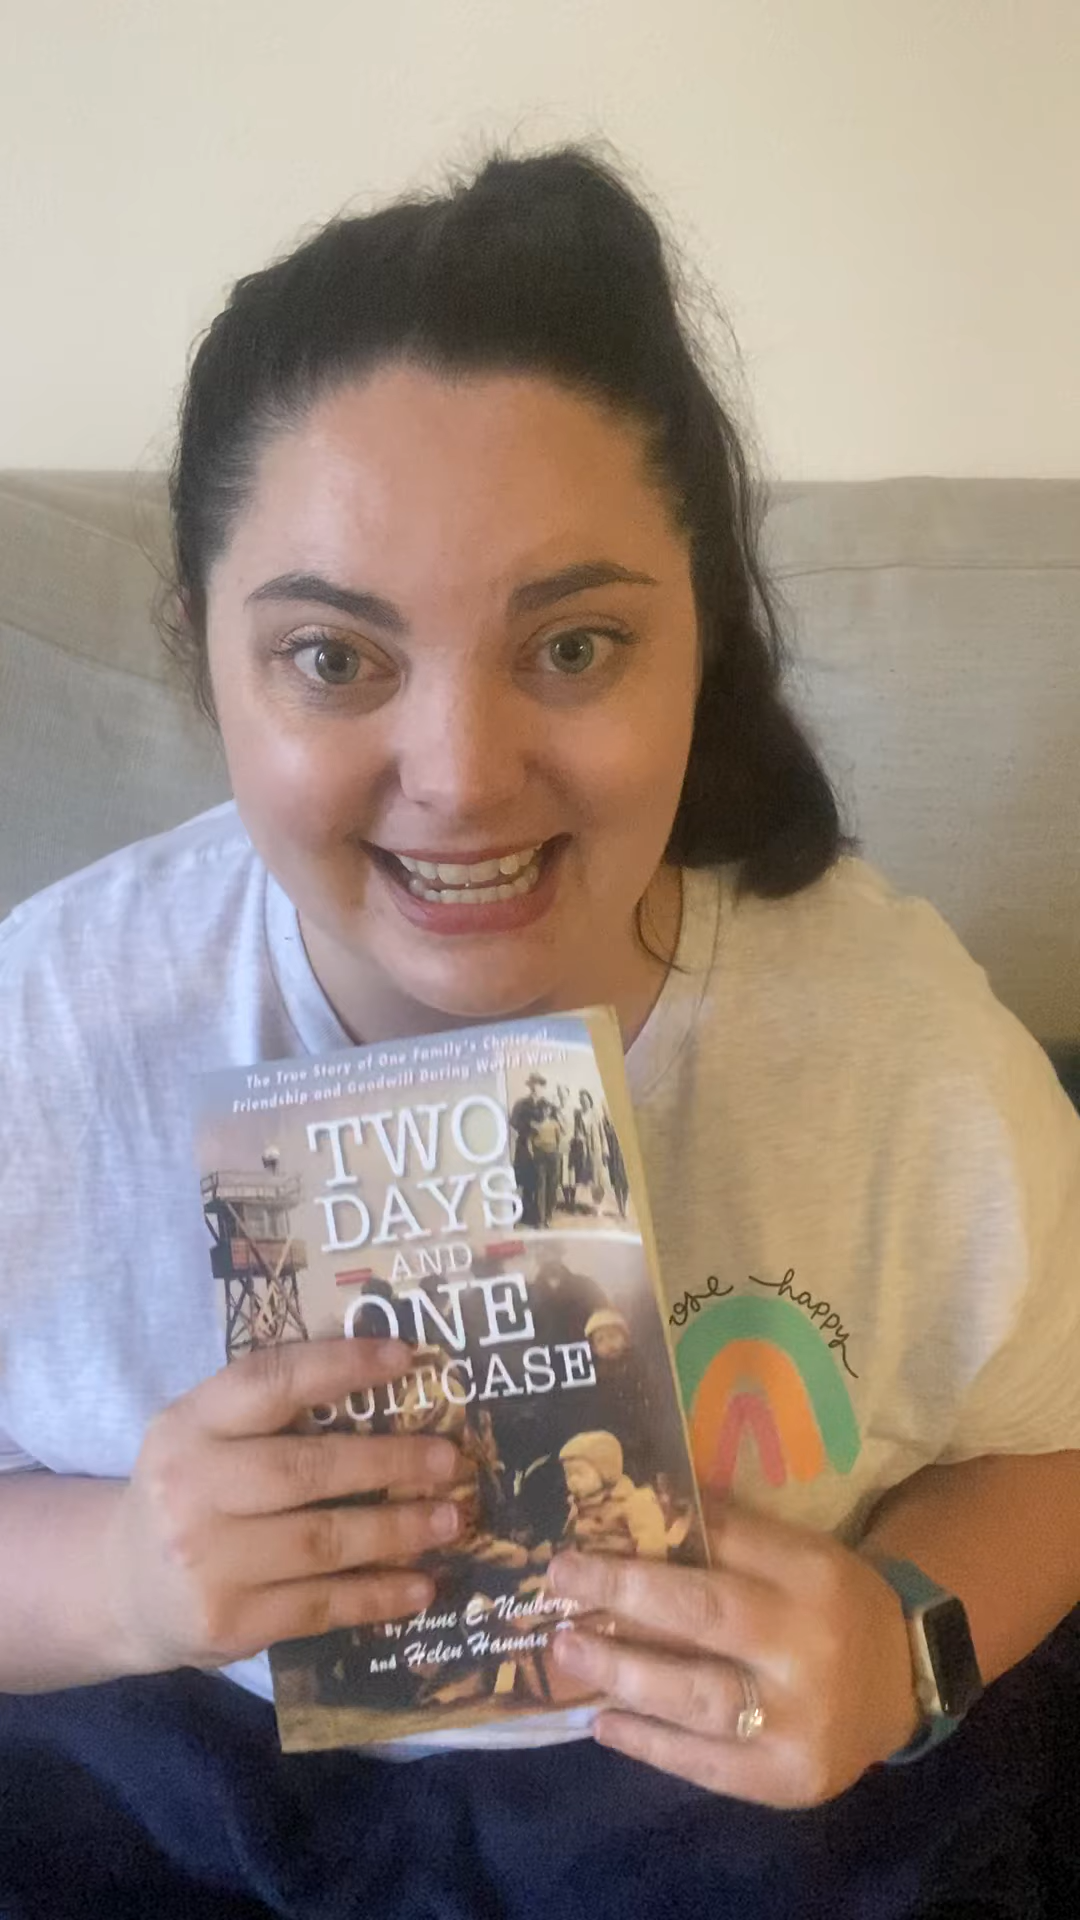 The True Story of One Family's Choice of
Friendship and Goodwill During World War II
TWO
DAYS
AND
ONE
SUITCASE
By Anne E.
And Helen Hannan
happy